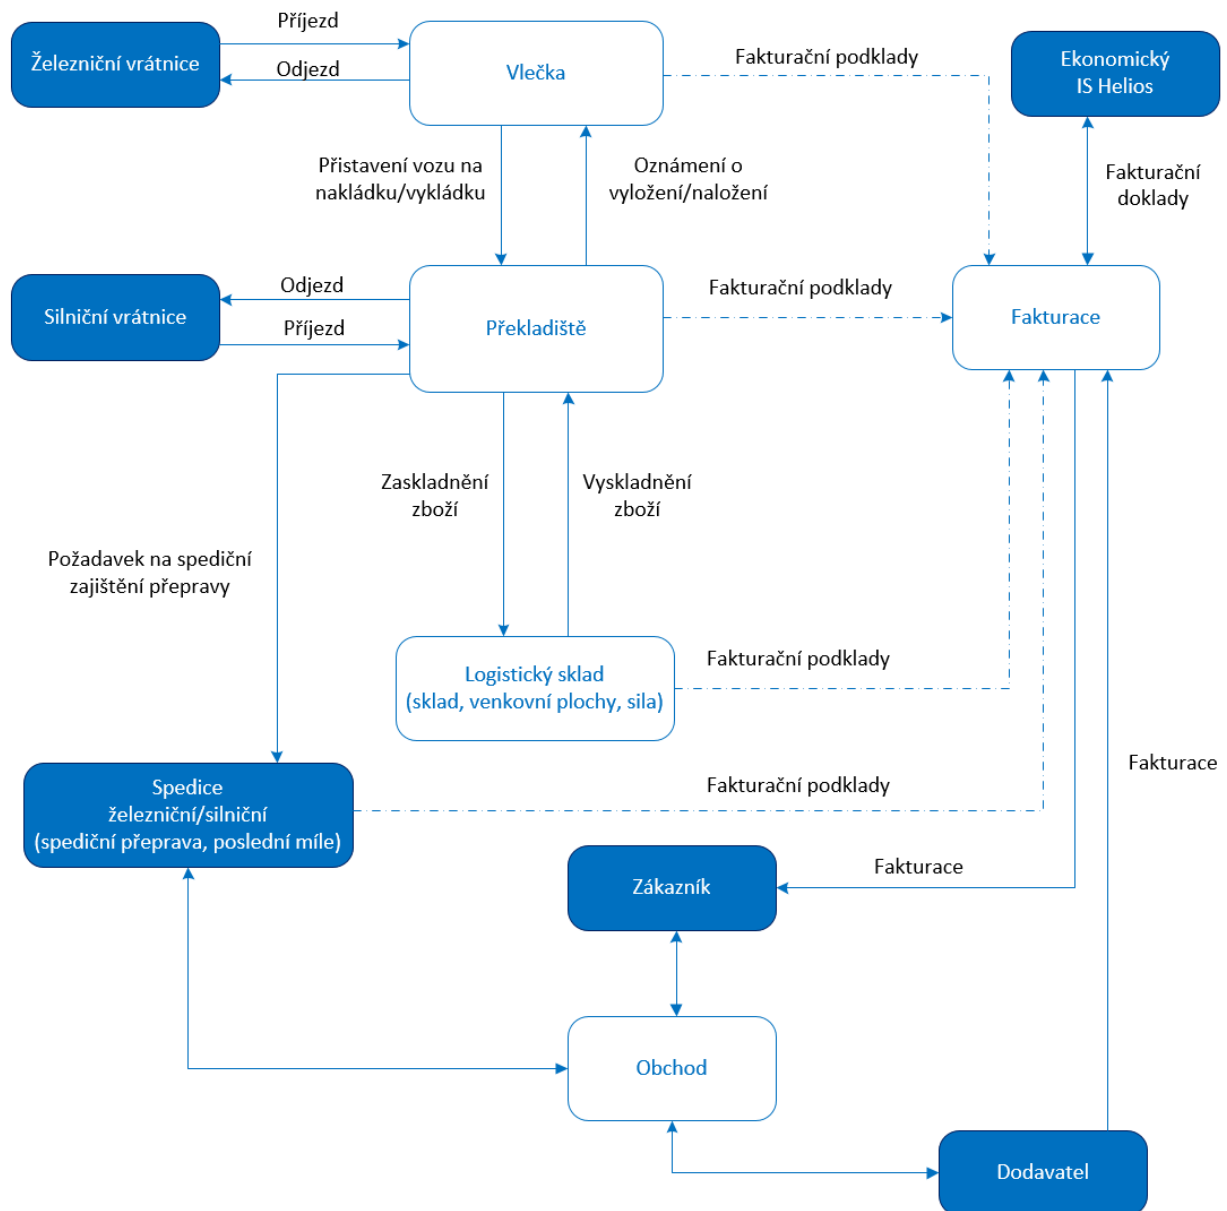 Příjezd
Železniční vrátnice
Odjezd
Vlečka
Fakturační podklady
Ekonomický
IS Helios
Přistavení vozu na
nakládku/vykládku
Oznámení o
vyložení/naložení
Fakturační
doklady
Silniční vrátnice
Odjezd
Příjezd
Překladiště
Fakturační podklady
Fakturace
Zaskladnění
zboží
Vyskladnění
zboží
Požadavek na spediční
zajištění přepravy
Logistický sklad
(sklad, venkovní plochy, sila)
Fakturační podklady
Fakturace
Spedice
železniční/silniční
(spediční přeprava, poslední míle)
Fakturační podklady
Zákazník
Fakturace
Obchod
Dodavatel